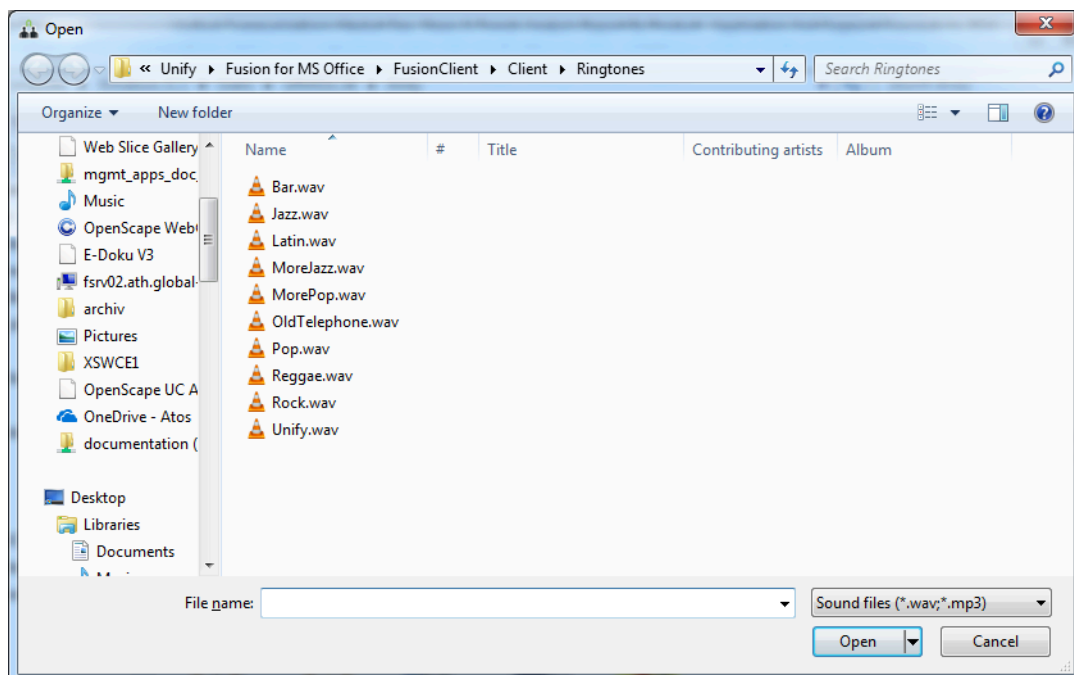 Open
« Unify ▸ Fusion for MS Office ▸ FusionClient ▸ Client ▸ Ringtones
Search Ringtones
Organize
New folder
Web Slice Gallery
mgmt_apps_doc
Music
OpenScape Web
E-Doku V3
fsrv02.ath.global-
archiv
Pictures
XSWCE1
OpenScape UC A
OneDrive - Atos
documentation (
Desktop
Libraries
Documents
Name # Title Contributing artists Album
Bar.wav
Jazz.wav
Latin.wav
MoreJazz.wav
MorePop.wav
OldTelephone.wav
Pop.wav
Reggae.wav
Rock.wav
Unify.wav
File name:
Sound files (*.wav;*.mp3)
Open
Cancel